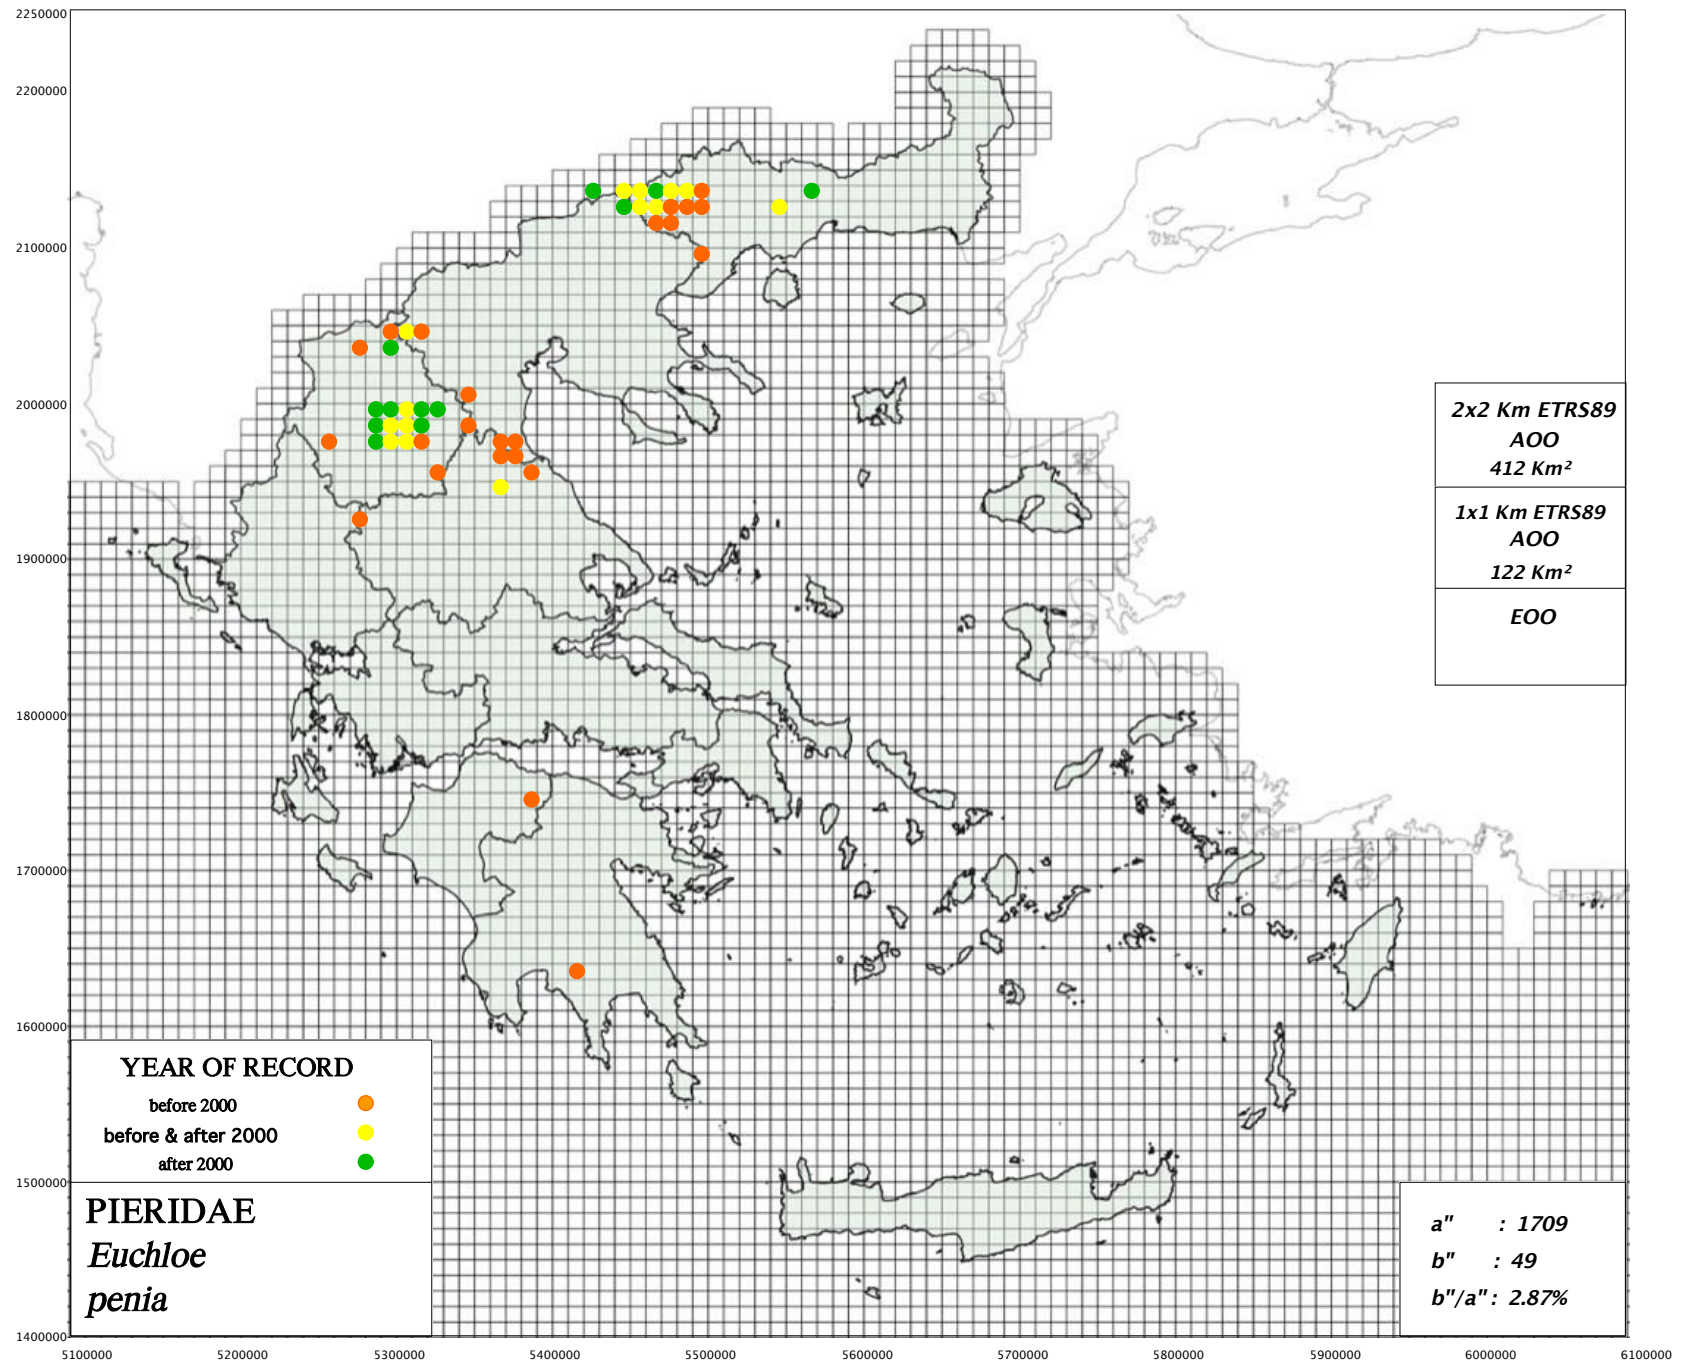 2250000
2200000
2100000
2000000
1900000
1800000
1700000
1600000
1500000
1400000
2x2 Km ETRS89
AOO
412 Km²
1x1 Km ETRS89
AOO
122 Km²
EOO
YEAR OF RECORD
before 2000
before & after 2000
after 2000
PIERIDAE
Euchloe
penia
a" : 1709
b" : 49
b"/a" : 2.87%
5100000 5200000 5300000 5400000 5500000 5600000 5700000 5800000 5900000 6000000 6100000